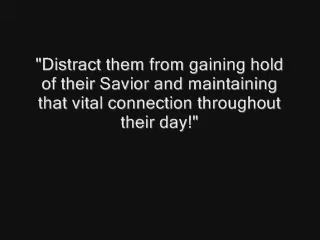 "Distract them from gaining hold
of their Savior and maintaining
that vital connection throughout
their day!"